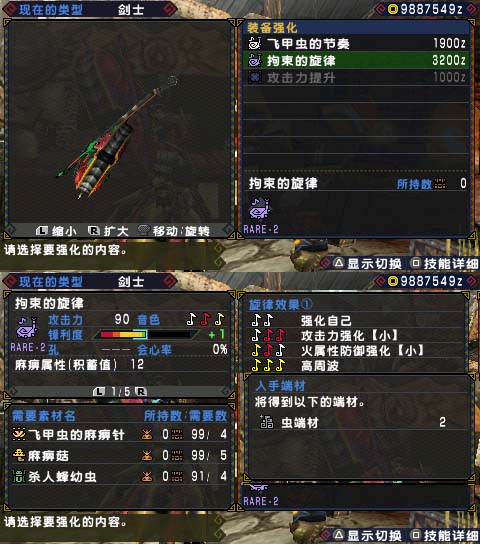 现在的类型 剑士
9887549z
装备强化
飞甲虫的节奏 1900z
拘束的旋律 3200z
攻击力提升 1000z
拘束的旋律 所持数 0
RARE-2
L 缩小 R 扩大 移动/旋转
请选择要强化的内容。
△显示切换 □技能详细
现在的类型 剑士
9887549z
拘束的旋律
攻击力 90 音色
RARE-2
锋利度 +1
孔 --- 会心率 0%
麻痹属性(积蓄值) 12
L 1/5 R
需要素材名 所持数/需要数
飞甲虫的麻痹针 0 99/ 4
麻痹菇 0 99/ 5
杀人蜂幼虫 0 91/ 4
旋律效果①
强化自己
攻击力强化【小】
火属性防御强化【小】
高周波
入手端材
将得到以下的端材。
虫端材 2
RARE-2
请选择要强化的内容。
△显示切换 □技能详细